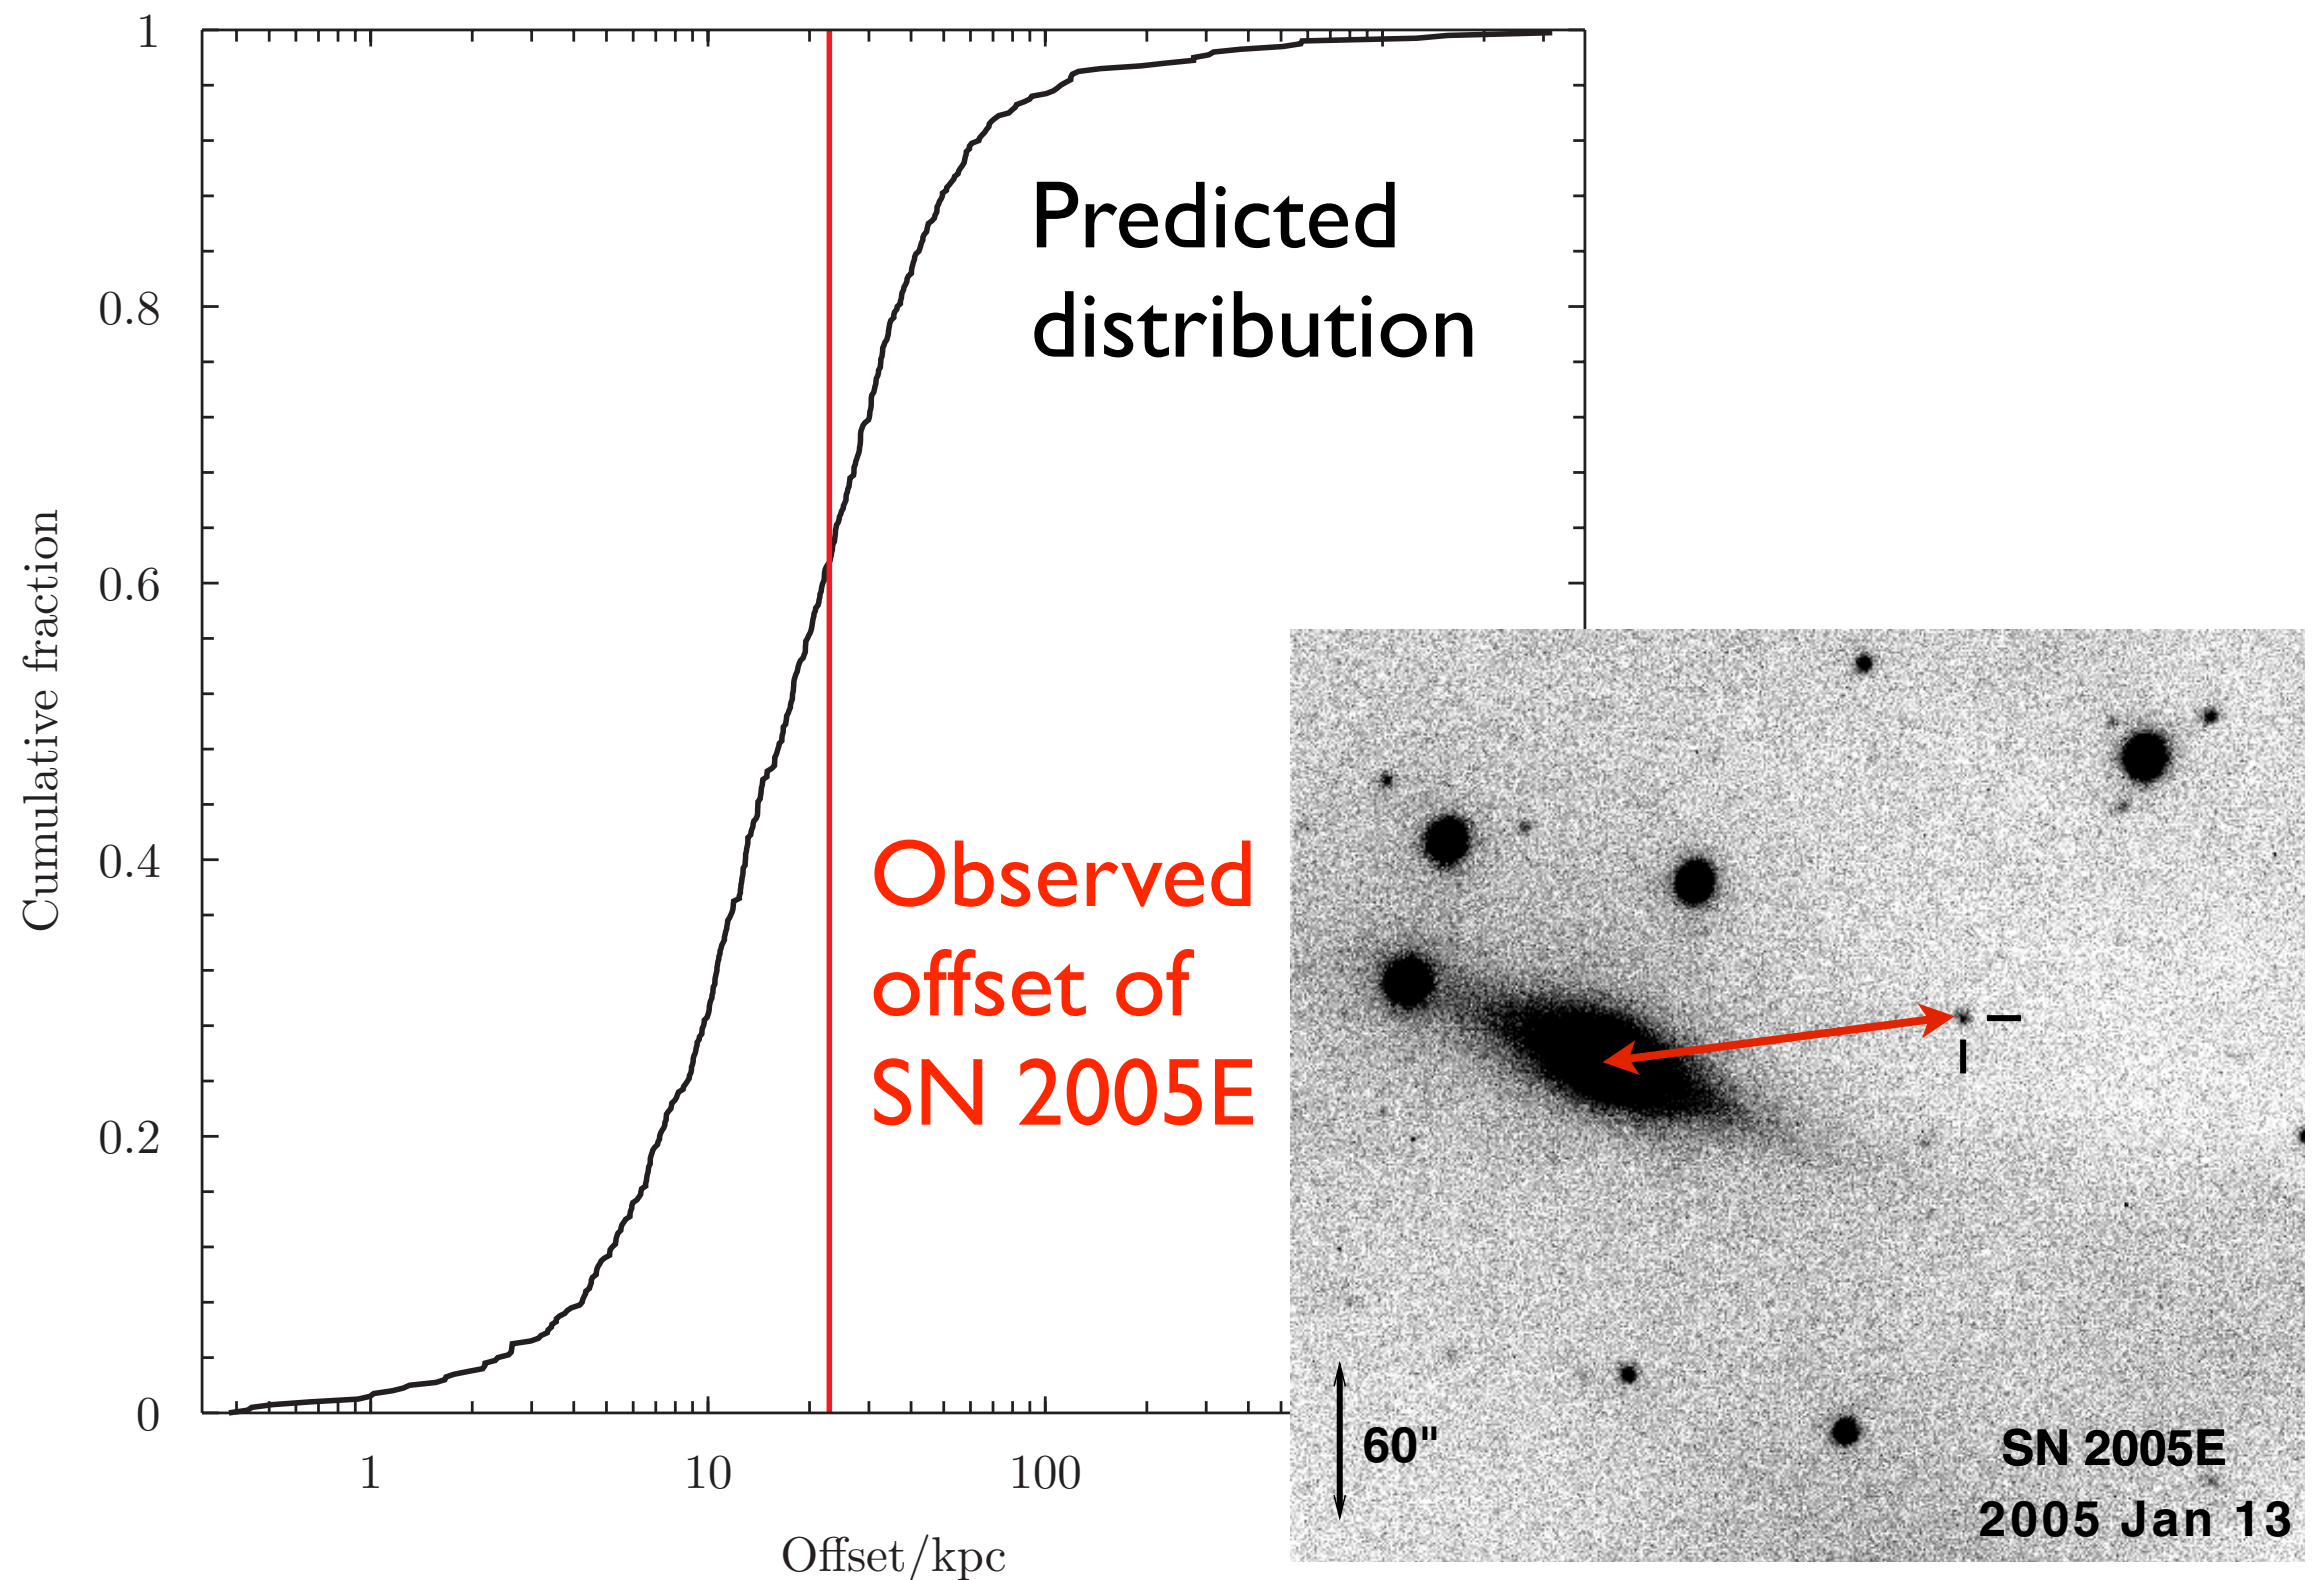 1
0.8
0.6
0.4
0.2
0
Cumulative fraction
1
10
100
Offset/kpc
Predicted
distribution
Observed
offset of
SN 2005E
60"
SN 2005E
2005 Jan 13